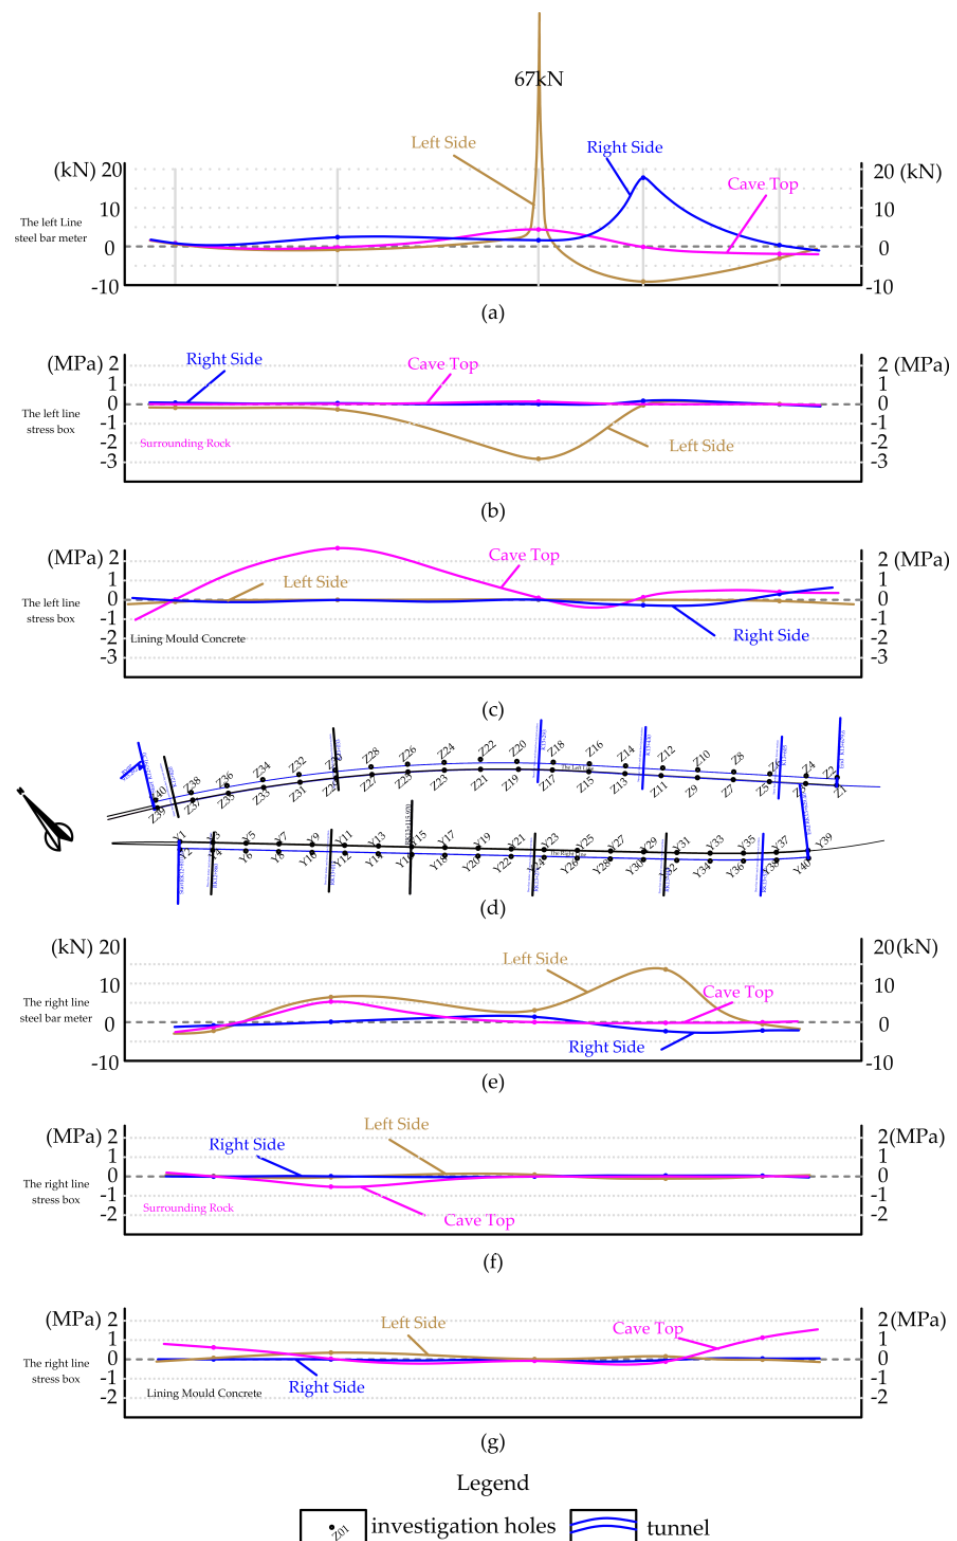 67kN
Left Side
Right Side
Cave Top
(kN) 20
20 (kN)
10
10
The left Line
steel bar meter
0
0
-10
-10
(a)
(MPa) 2
2 (MPa)
Right Side
Cave Top
1
1
0
0
The left line
stress box
-1
-1
Surrounding Rock
-2
-2
Left Side
-3
-3
(b)
(MPa) 2
2 (MPa)
Cave Top
1
1
Left Side
0
0
The left line
stress box
-1
-1
Lining Mould Concrete
Right Side
-2
-2
-3
-3
(c)
Z40 Z38 Z36 Z34 Z32 Z30 Z28 Z26 Z24 Z22 Z20 Z18 Z16 Z14 Z12 Z10 Z8 Z6 Z4 Z2
Z39 Z37 Z35 Z33 Z31 Z29 Z27 Z25 Z23 Z21 Z19 Z17 Z15 Z13 Z11 Z9 Z7 Z5 Z3 Z1
Y1 Y3 Y5 Y7 Y9 Y11 Y13 Y15 Y17 Y19 Y21 Y23 Y25 Y27 Y29 Y31 Y33 Y35 Y37 Y39
Y2 Y4 Y6 Y8 Y10 Y12 Y14 Y16 Y18 Y20 Y22 Y24 Y26 Y28 Y30 Y32 Y34 Y36 Y38 Y40
(d)
(kN) 20
20 (kN)
Left Side
10
10
Cave Top
The right line
steel bar meter
0
0
Right Side
-10
-10
(e)
Left Side
(MPa) 2
2(MPa)
Right Side
1
1
0
0
The right line
stress box
-1
-1
Surrounding Rock
-2
-2
Cave Top
(f)
(MPa) 2
2(MPa)
Left Side
Cave Top
1
1
0
0
The right line
stress box
-1
-1
Right Side
Lining Mould Concrete
-2
-2
(g)
Legend
Z01
investigation holes
tunnel